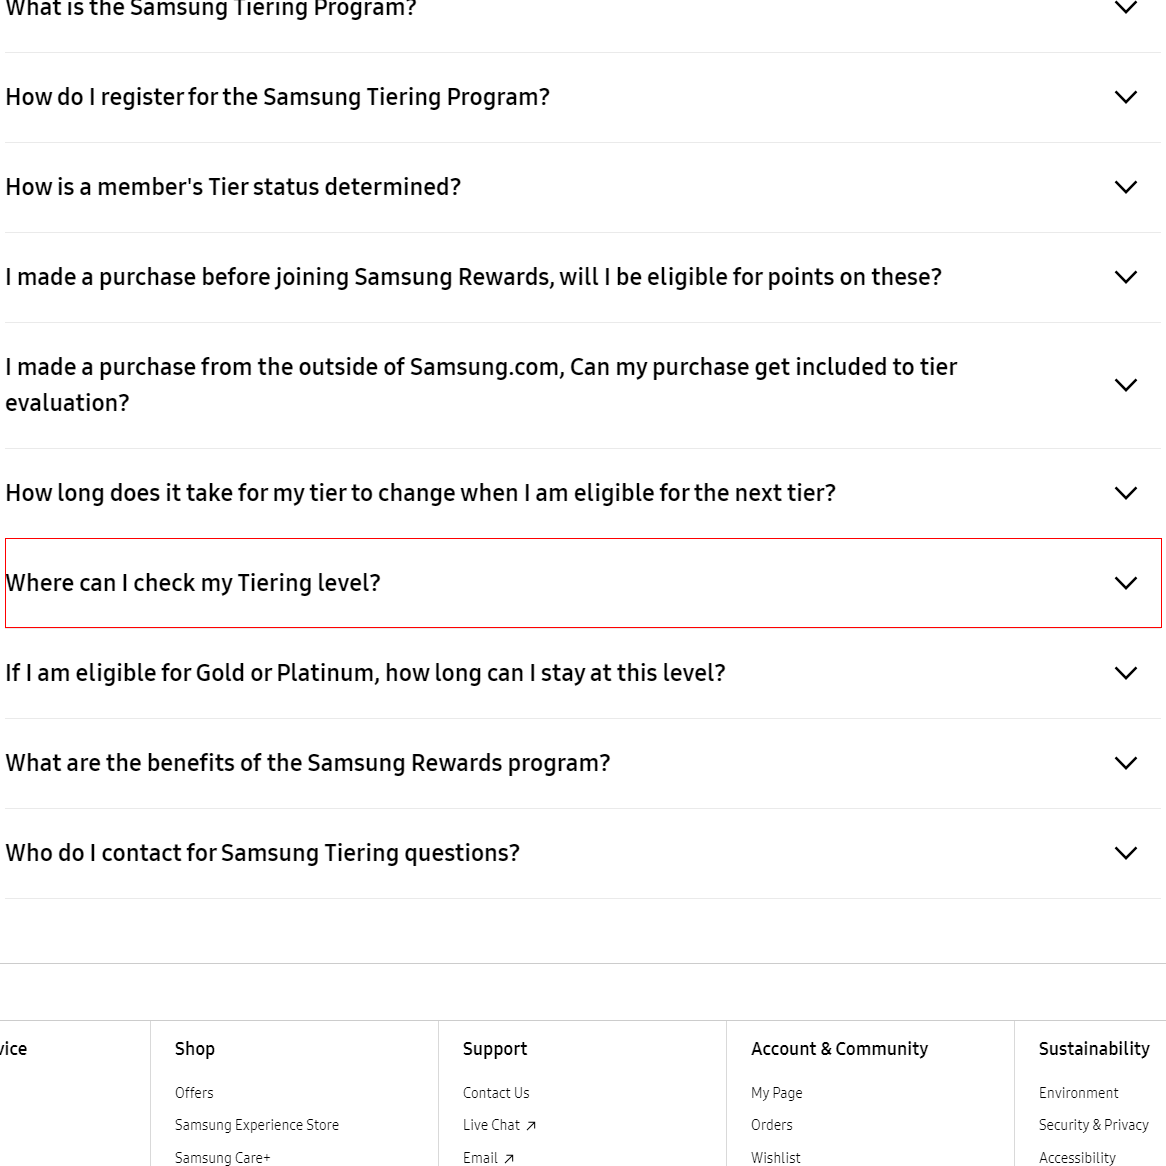 What is the Samsung Tiering Program?
How do I register for the Samsung Tiering Program?
How is a member's Tier status determined?
I made a purchase before joining Samsung Rewards, will I be eligible for points on these?
I made a purchase from the outside of Samsung.com, Can my purchase get included to tier
evaluation?
How long does it take for my tier to change when I am eligible for the next tier?
Where can I check my Tiering level?
If I am eligible for Gold or Platinum, how long can I stay at this level?
What are the benefits of the Samsung Rewards program?
Who do I contact for Samsung Tiering questions?
Shop
Offers
Samsung Experience Store
Samsung Care+
Support
Contact Us
Live Chat
Email
Account & Community
My Page
Orders
Wishlist
Sustainability
Environment
Security & Privacy
Accessibility